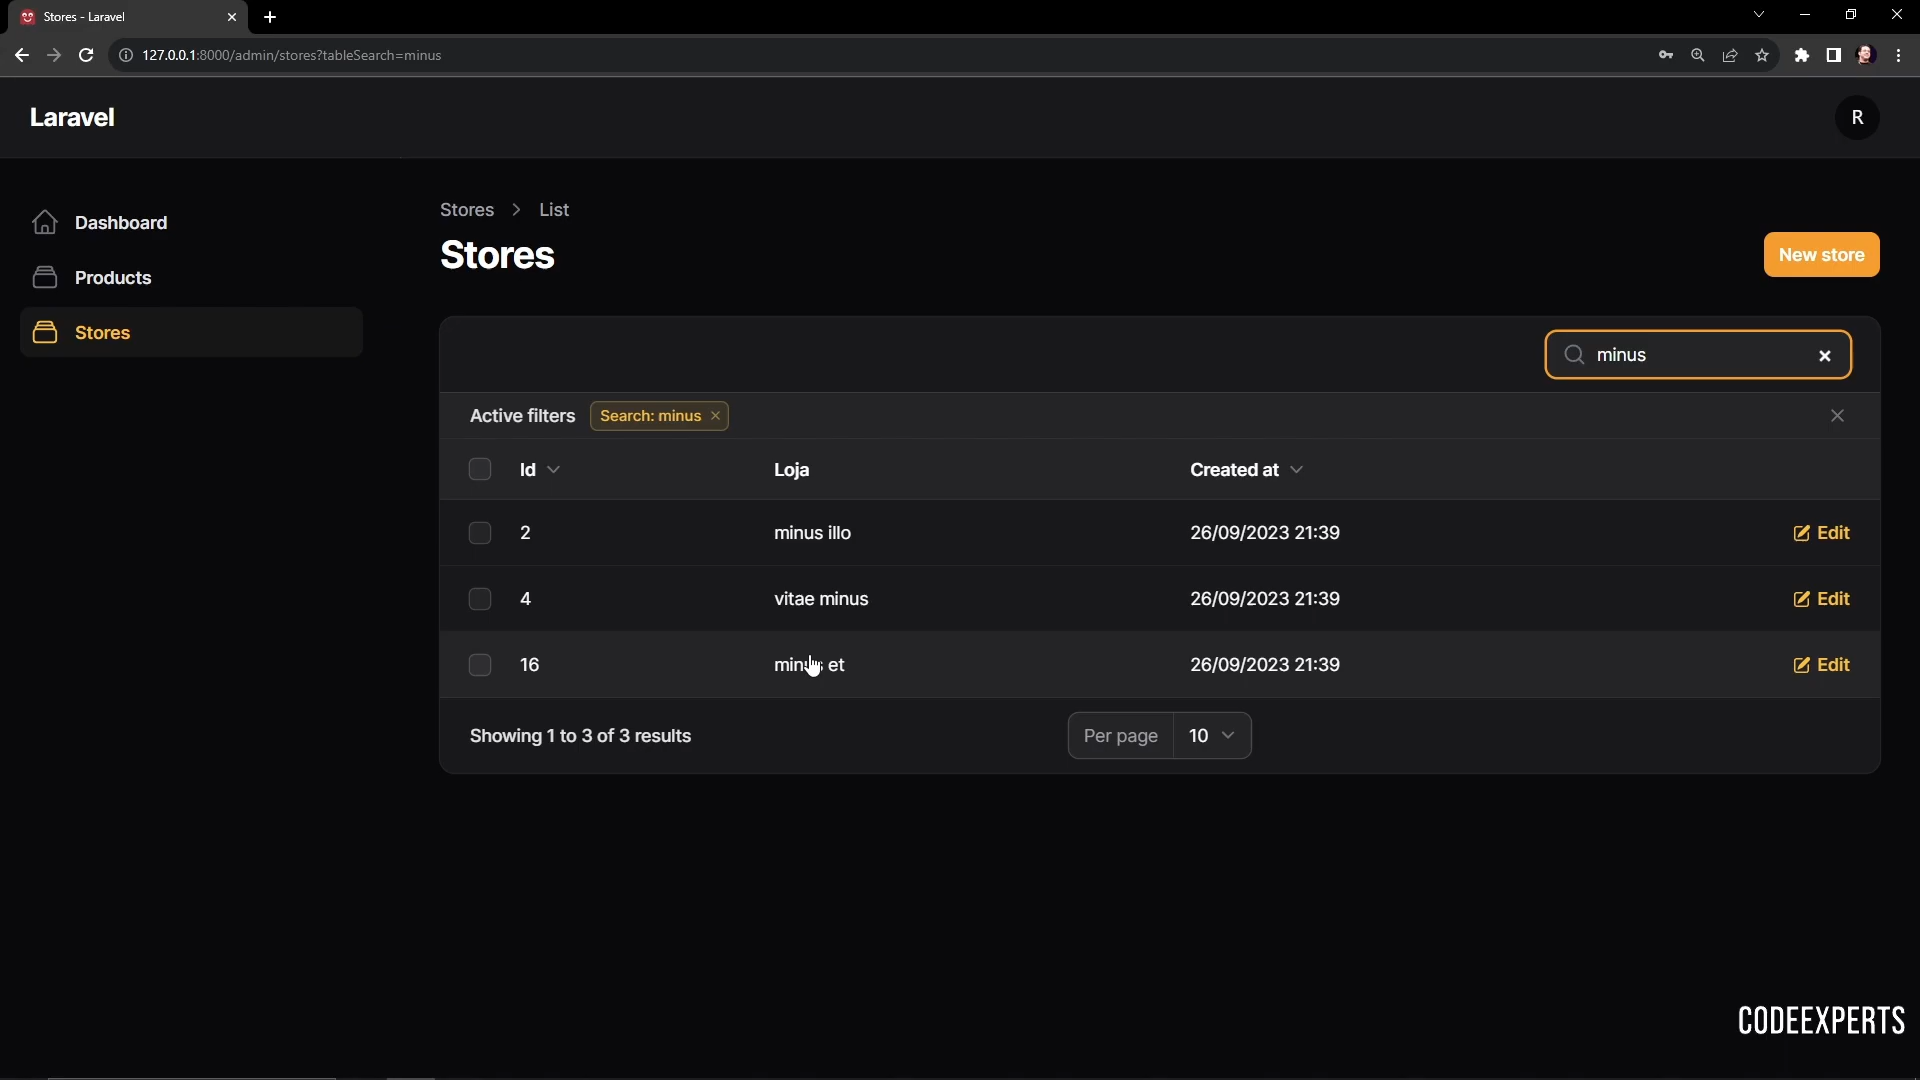 Stores - Laravel
127.0.0.1:8000/admin/stores?tableSearch=minus
Laravel
R
Dashboard
Products
Stores
Stores > List
Stores
New store
minus
Active filters Search: minus
Id Loja Created at
2 minus illo 26/09/2023 21:39 Edit
4 vitae minus 26/09/2023 21:39 Edit
16 minus et 26/09/2023 21:39 Edit
Showing 1 to 3 of 3 results Per page 10
CODEEXPERTS